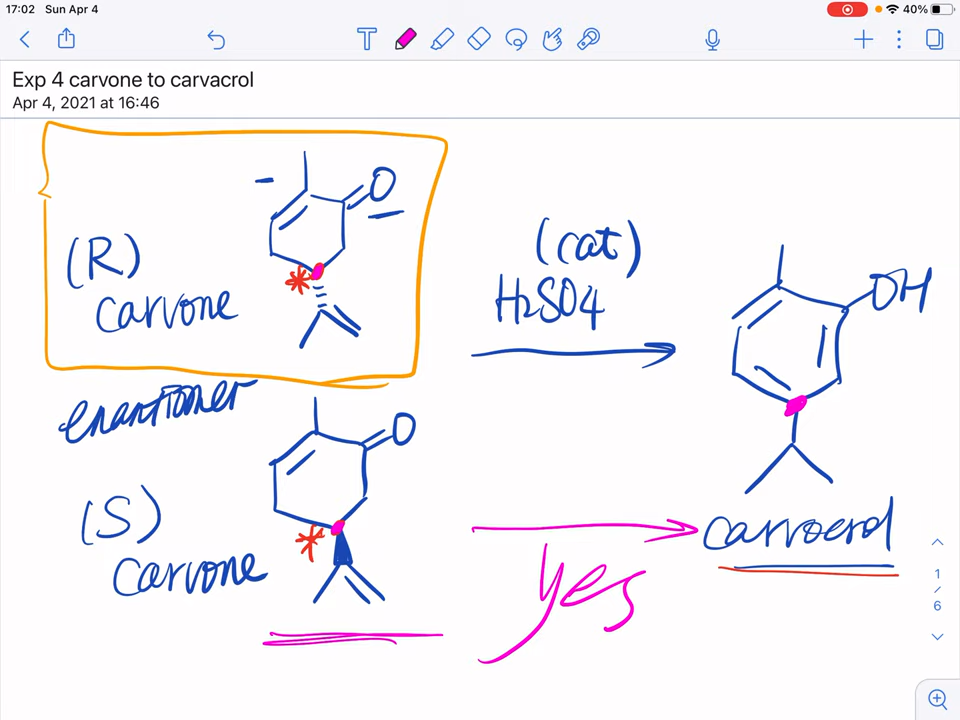 17:02 Sun Apr 4
40%
Exp 4 carvone to carvacrol
Apr 4, 2021 at 16:46
O
(R)
carvone
(cat)
H2SO4
OH
enantiomer
O
(S)
carvone
carvacrol
yes
1
/
6